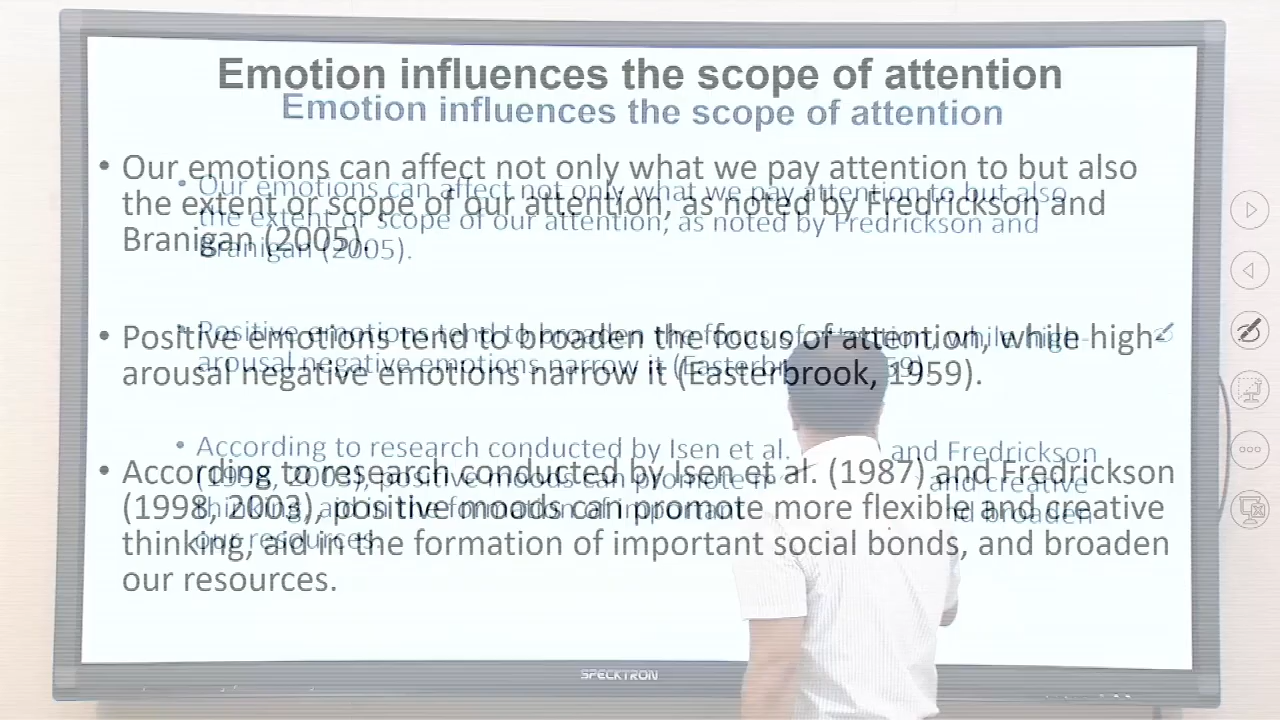 Emotion influences the scope of attention
Emotion influences the scope of attention
• Our emotions can affect not only what we pay attention to but also
the extent or scope of our attention, as noted by Fredrickson and
Branigan (2005).
• Positive emotions tend to broaden the focus of attention, while high-
arousal negative emotions narrow it (Easterbrook, 1959).
• According to research conducted by Isen et al. (1987) and Fredrickson
(1998, 2003), positive moods can promote more flexible and creative
thinking, aid in the formation of important social bonds, and broaden
our resources.
SPECKTRON